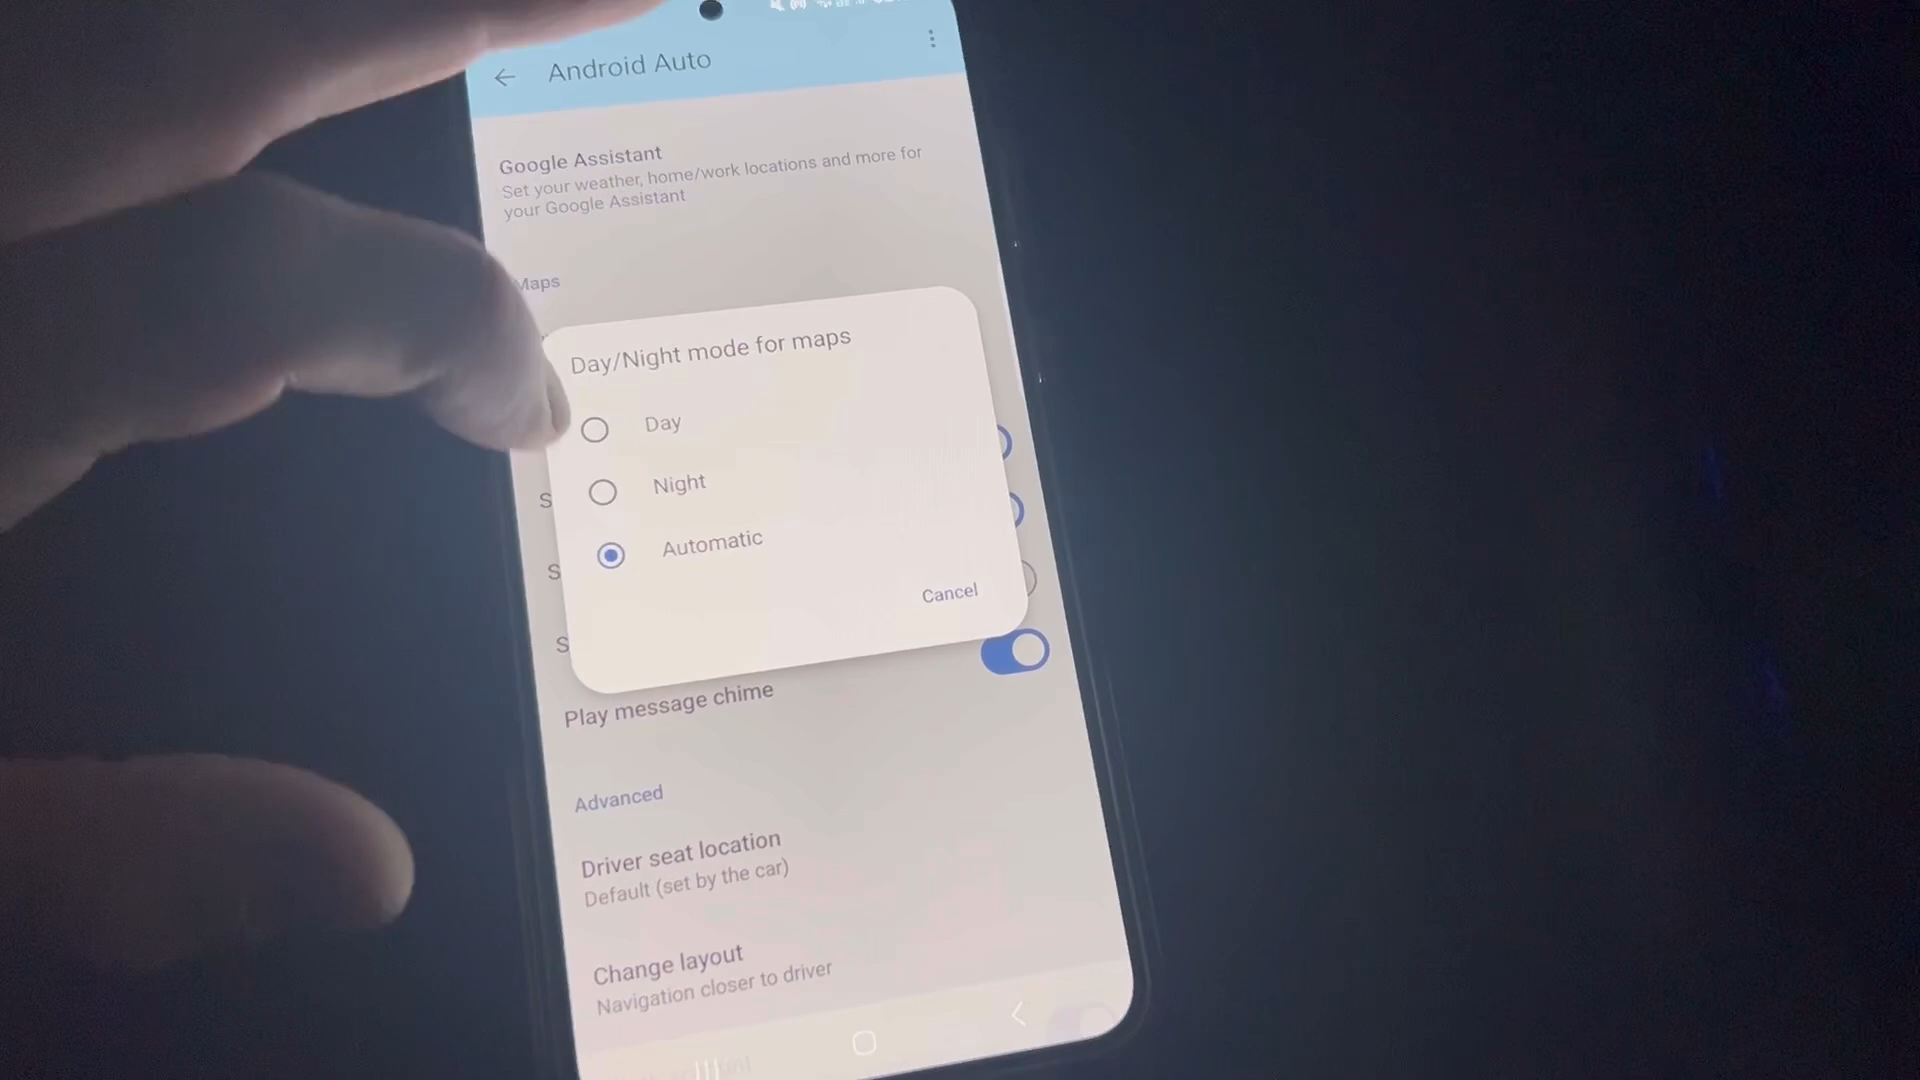 Android Auto
Google Assistant
Set your weather, home/work locations and more for
your Google Assistant
Maps
Day/Night mode for maps
Day
Night
Automatic
Cancel
S
S
S
Play message chime
Advanced
Driver seat location
Default (set by the car)
Change layout
Navigation closer to driver